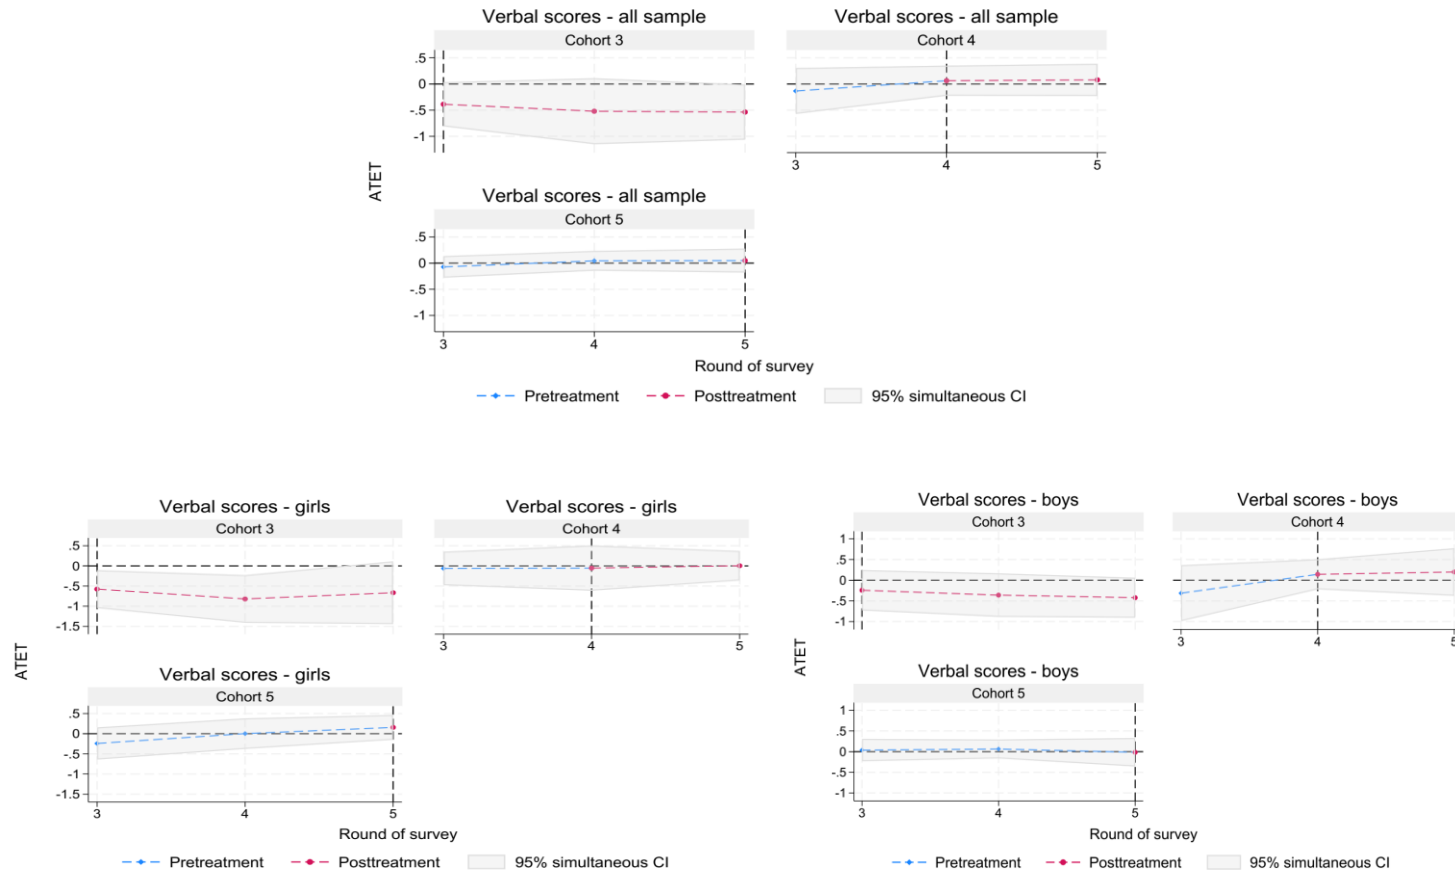 Verbal scores - all sample
Verbal scores - all sample
Cohort 3
Cohort 4
.5
0
-.5
-1
3
4
5
ATET
Verbal scores - all sample
Cohort 5
.5
0
-.5
-1
3
4
5
Round of survey
Pretreatment
Posttreatment
95% simultaneous CI
Verbal scores - girls
Verbal scores - girls
Cohort 3
Cohort 4
.5
0
-.5
-1
-1.5
3
4
5
ATET
Verbal scores - girls
Cohort 5
.5
0
-.5
-1
-1.5
3
4
5
Round of survey
Pretreatment
Posttreatment
95% simultaneous CI
Verbal scores - boys
Verbal scores - boys
Cohort 3
Cohort 4
1
.5
0
-.5
-1
3
4
5
ATET
Verbal scores - boys
Cohort 5
1
.5
0
-.5
-1
3
4
5
Round of survey
Pretreatment
Posttreatment
95% simultaneous CI